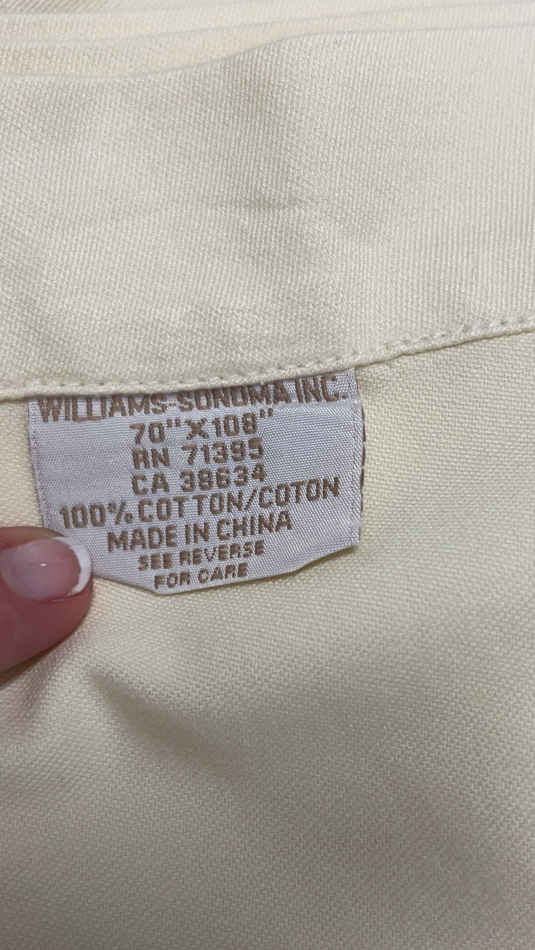 WILLIAMS-SONOMA INC.
70"X108"
RN 71395
CA 38634
100% COTTON/COTON
MADE IN CHINA
SEE REVERSE
FOR CARE